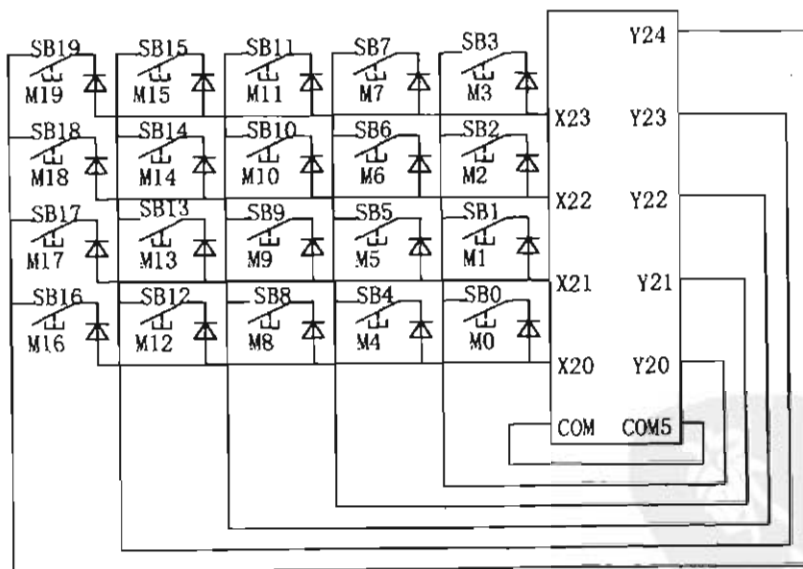 SB19 SB15 SB11 SB7 SB3 Y24
M19 M15 M11 M7 M3
X23 Y23
SB18 SB14 SB10 SB6 SB2
M18 M14 M10 M6 M2
X22 Y22
SB17 SB13 SB9 SB5 SB1
M17 M13 M9 M5 M1
X21 Y21
SB16 SB12 SB8 SB4 SB0
M16 M12 M8 M4 M0
X20 Y20
COM COM5